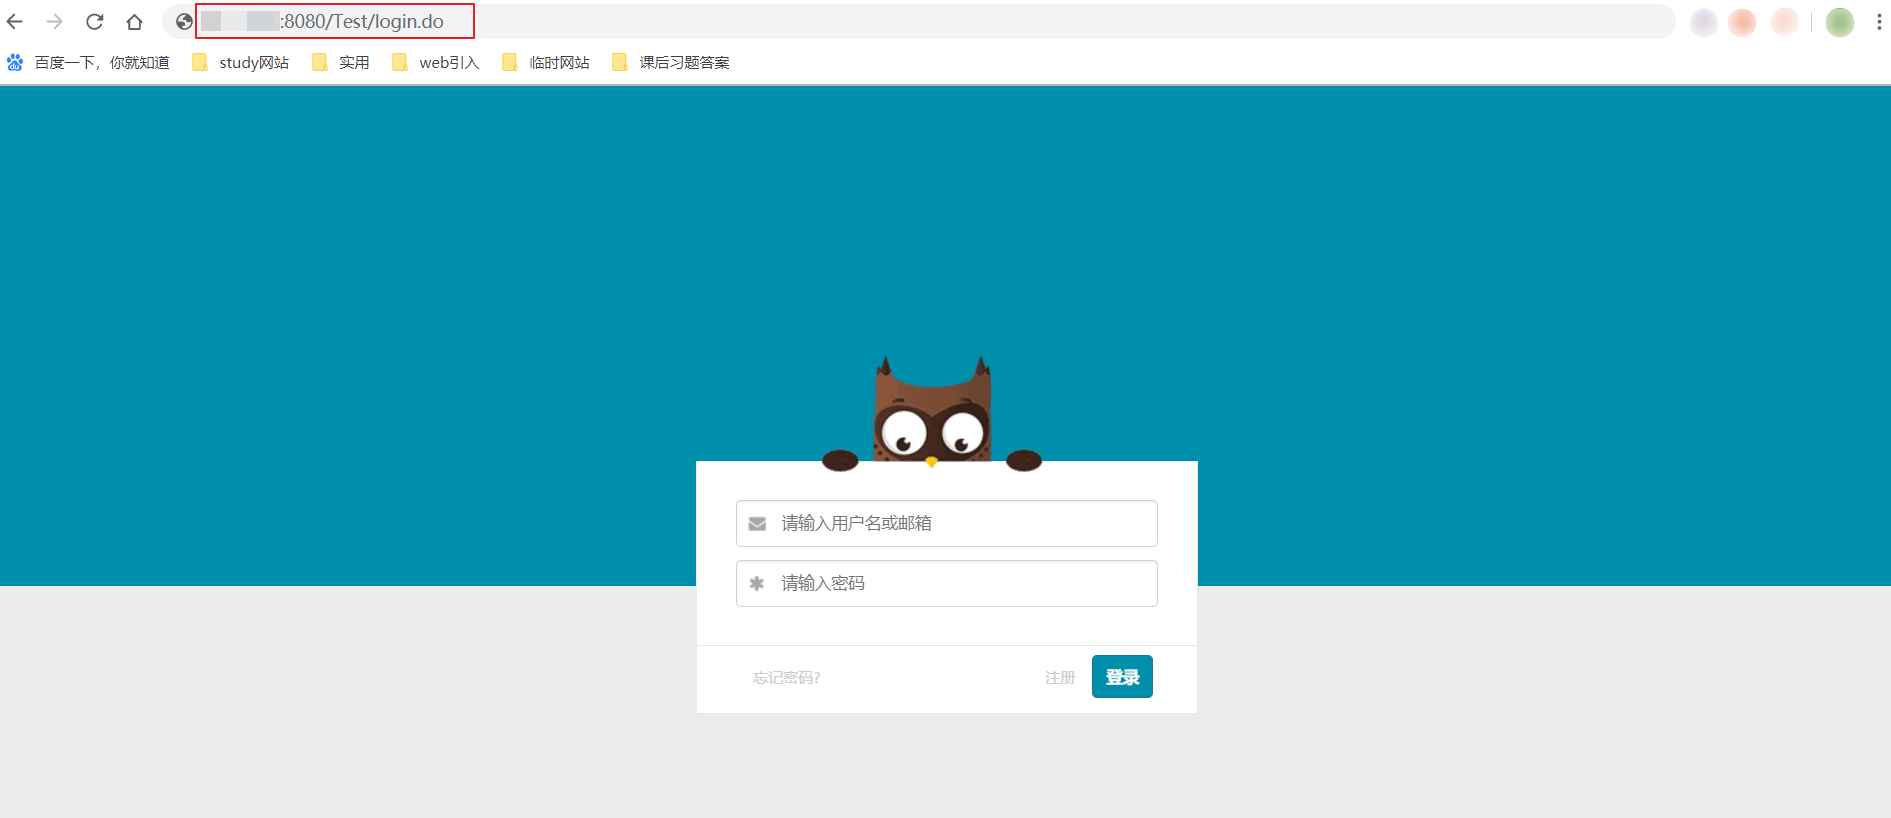 :8080/Test/login.do
百度一下，你就知道 study网站 实用 web引入 临时网站 课后习题答案
请输入用户名或邮箱
请输入密码
忘记密码? 注册 登录